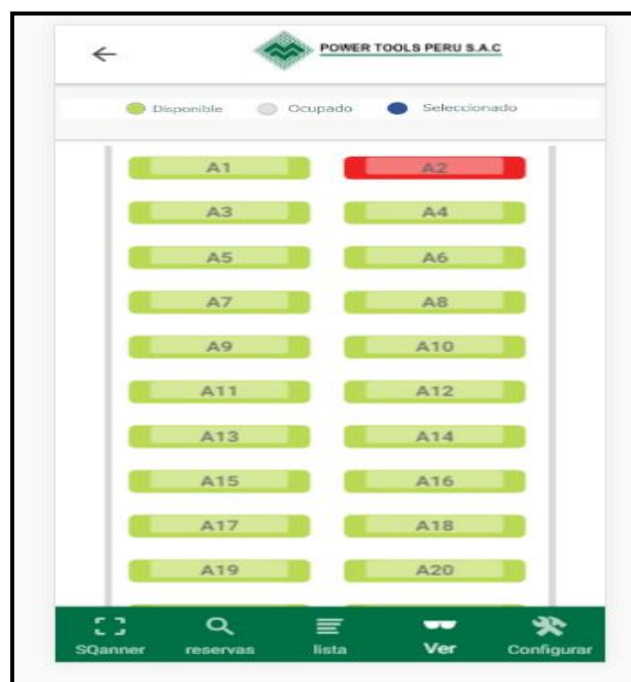 POWER TOOLS PERU S.A.C
Disponible Ocupado Seleccionado
A1 A2
A3 A4
A5 A6
A7 A8
A9 A10
A11 A12
A13 A14
A15 A16
A17 A18
A19 A20
SQanner reservas lista Ver Configurar